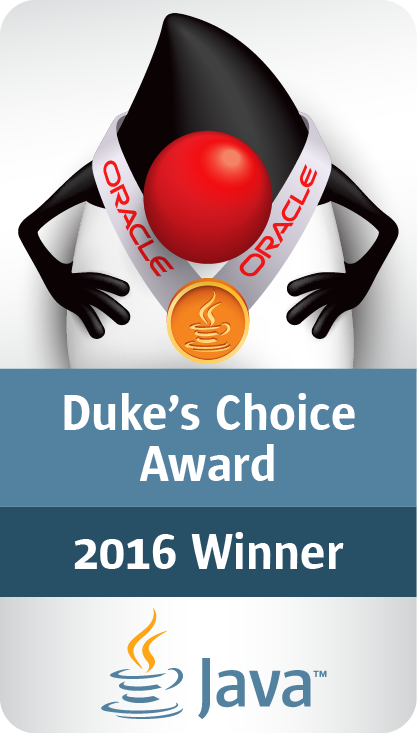 ORACLE
ORACLE
Duke’s Choice
Award
2016 Winner
Java™